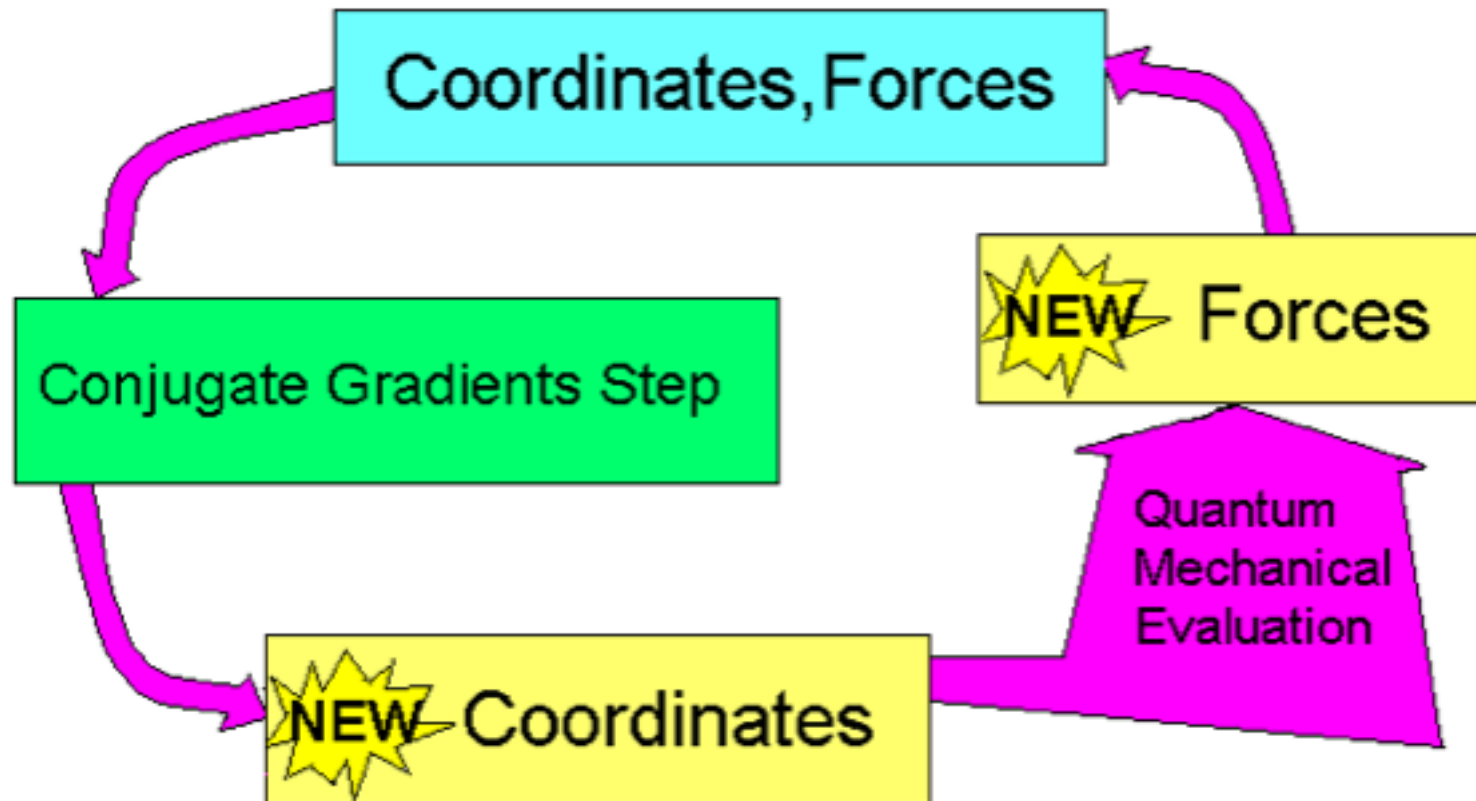 Coordinates,Forces
NEW Forces
Conjugate Gradients Step
Quantum
Mechanical
Evaluation
NEW Coordinates